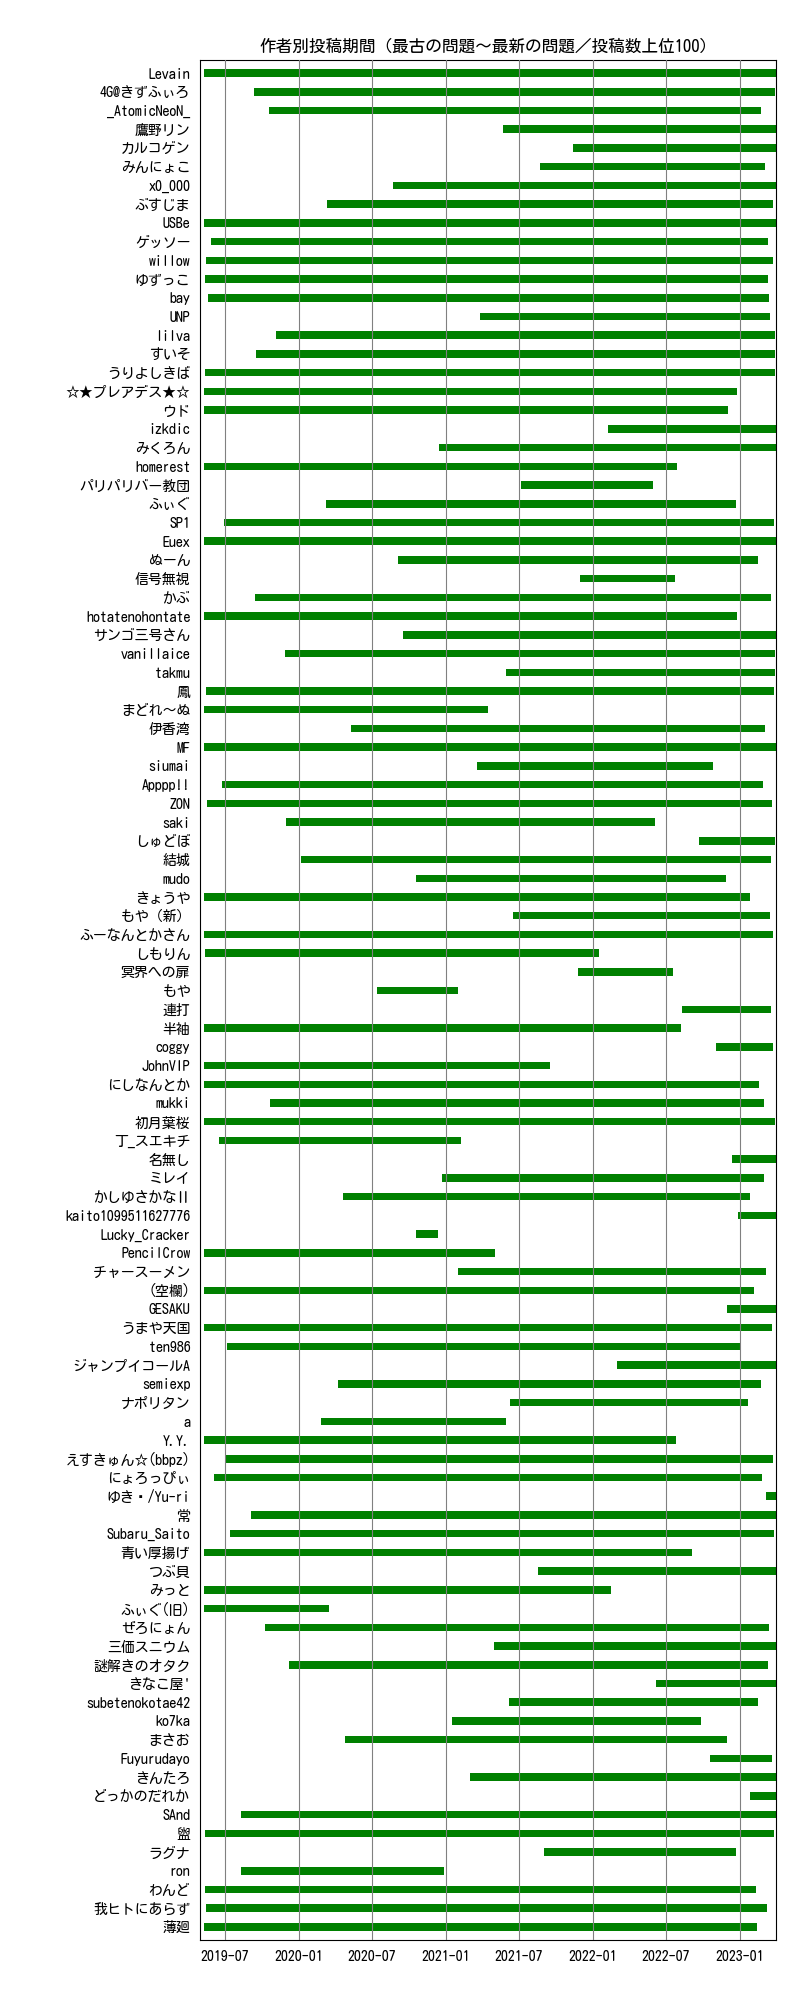 作者別投稿期間（最古の問題～最新の問題／投稿数上位100）
Levain
4G@きずふぃろ
_AtomicNeoN_
鷹野リン
カルコゲン
みんにょこ
x0_000
ぶすじま
USBe
ゲッソー
willow
ゆずっこ
bay
UNP
lilva
すいそ
うりよしきば
☆★プレアデス★☆
ウド
izkdic
みくろん
homerest
パリパリバー教団
ふぃぐ
SP1
Euex
ぬーん
信号無視
かぶ
hotatenohontate
サンゴ三号さん
vanillaice
takmu
鳳
まどれ～ぬ
伊香湾
MF
siumai
Appppll
ZON
saki
しゅどぼ
結城
mudo
きょうや
もや（新）
ふーなんとかさん
しもりん
冥界への扉
もや
連打
半袖
coggy
JohnVIP
にしなんとか
mukki
初月葉桜
丁_スエキチ
名無し
ミレイ
かしゆさかなⅡ
kaito1099511627776
Lucky_Cracker
PencilCrow
チャースーメン
(空欄)
GESAKU
うまや天国
ten986
ジャンプイコールA
semiexp
ナポリタン
a
Y.Y.
えすきゅん☆(bbpz)
にょろっぴぃ
ゆき・/Yu-ri
常
Subaru_Saito
青い厚揚げ
つぶ貝
みっと
ふぃぐ(旧)
ぜろにょん
三価スニウム
謎解きのオタク
きなこ屋'
subetenokotae42
ko7ka
まさお
Fuyurudayo
きんたろ
どっかのだれか
SAnd
盥
ラグナ
ron
わんど
我ヒトにあらず
薄廻
2019-07 2020-01 2020-07 2021-01 2021-07 2022-01 2022-07 2023-01